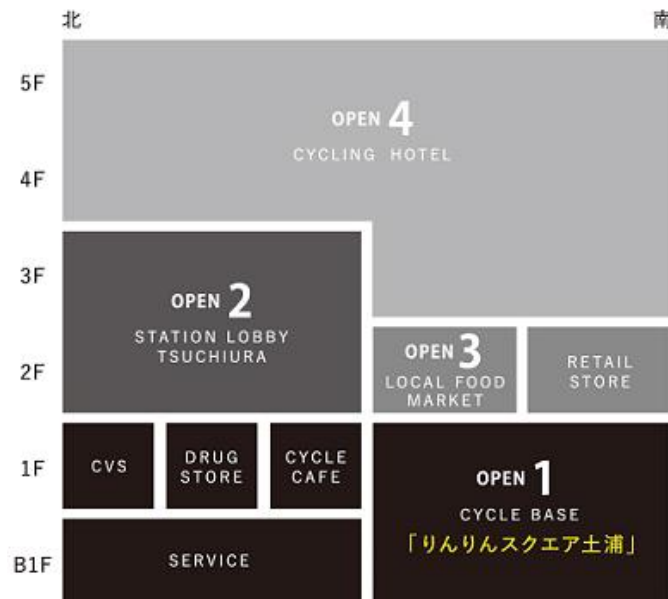 北
南
5F
OPEN 4
CYCLING HOTEL
4F
3F
OPEN 2
STATION LOBBY
TSUCHIURA
2F
OPEN 3
LOCAL FOOD
MARKET
RETAIL
STORE
1F
CVS
DRUG
STORE
CYCLE
CAFE
OPEN 1
CYCLE BASE
「りんりんスクエア土浦」
B1F
SERVICE